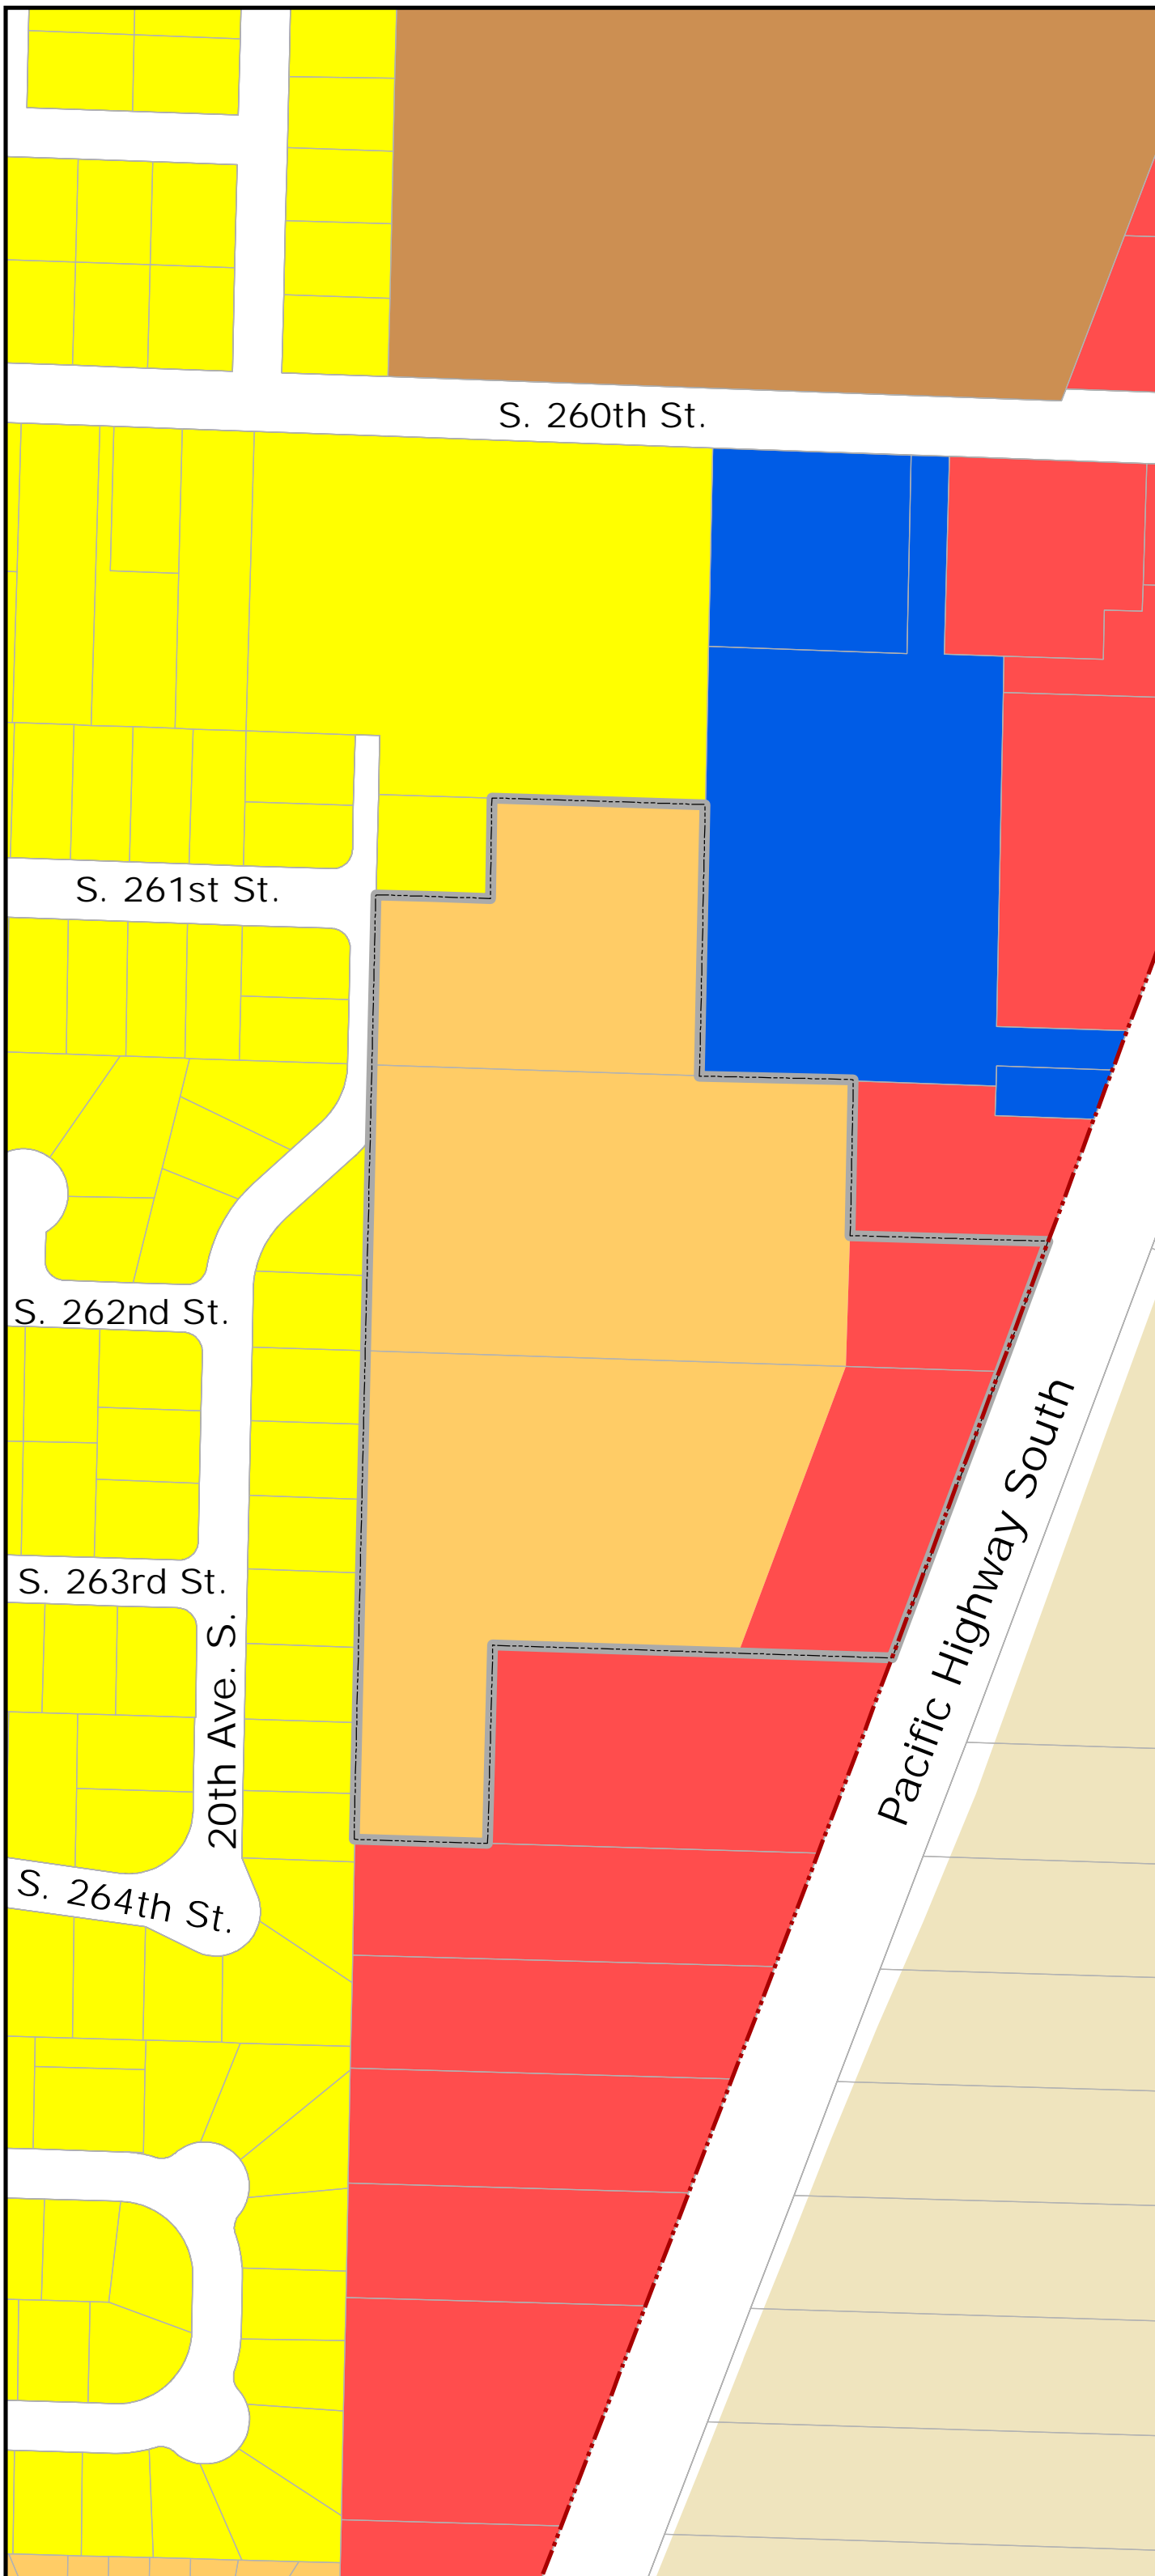 S. 260th St.
S. 261st St.
S. 262nd St.
Pacific Highway South
S. 263rd St.
20th Ave. S.
S. 264th St.